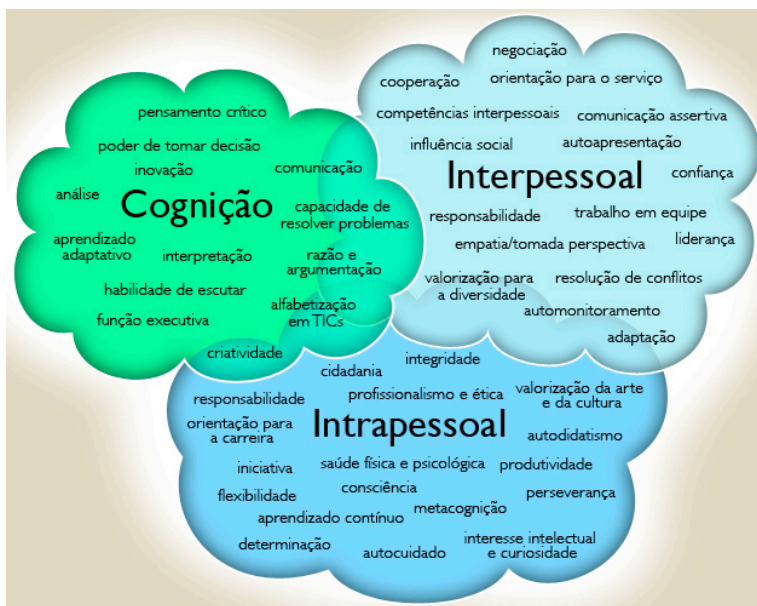 pensamento crítico
poder de tomar decisão
inovação
comunicação
análise
Cognição
capacidade de
resolver problemas
aprendizado
adaptativo
interpretação
razão e
argumentação
habilidade de escutar
função executiva
alfabetização
em TICs
criatividade
negociação
cooperação
orientação para o serviço
competências interpessoais
comunicação assertiva
influência social
autoapresentação
Interpessoal
confiança
responsabilidade
trabalho em equipe
empatia/tomada perspectiva
liderança
valorização para
a diversidade
resolução de conflitos
automonitoramento
adaptação
integridade
cidadania
responsabilidade
profissionalismo e ética
valorização da arte
e da cultura
orientação para
a carreira
Intrapessoal
autodidatismo
iniciativa
saúde física e psicológica
produtividade
flexibilidade
consciência
perseverança
aprendizado contínuo
metacognição
determinação
autocuidado
interesse intelectual
e curiosidade